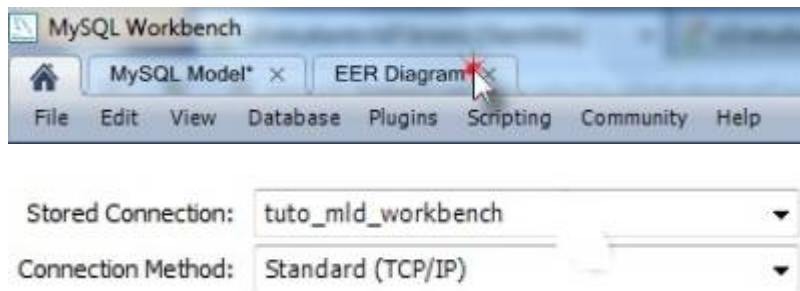 MySQL Workbench
MySQL Model* × EER Diagram ×
File Edit View Database Plugins Scripting Community Help
Stored Connection: tuto_mld_workbench
Connection Method: Standard (TCP/IP)